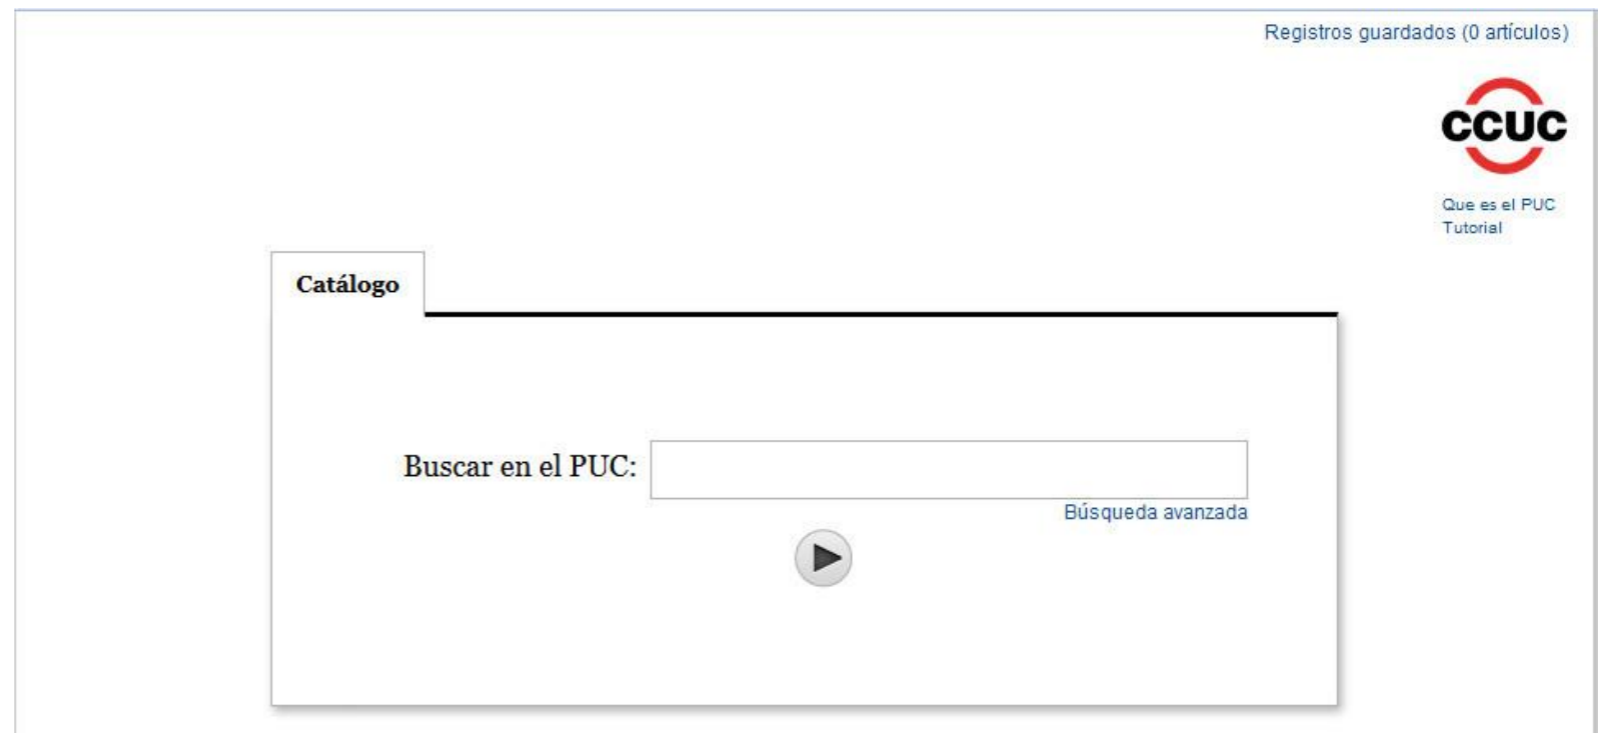 Registros guardados (0 artículos)
CCUC
Que es el PUC
Tutorial
Catálogo
Buscar en el PUC:
Búsqueda avanzada